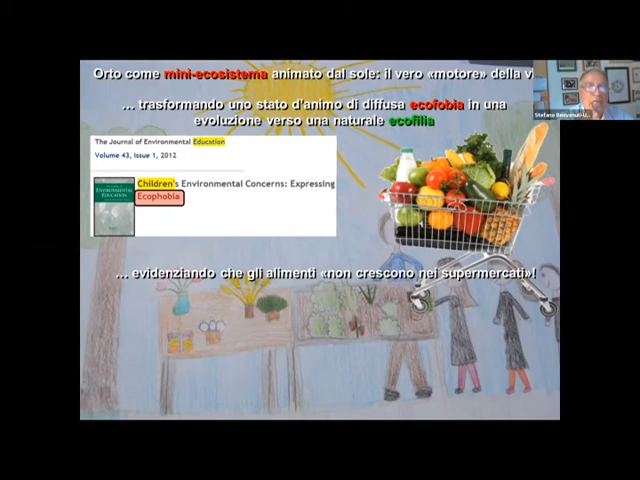 Orto come mini-ecosistema animato dal sole: il vero «motore» della v
... trasformando uno stato d'animo di diffusa ecofobia in una
evoluzione verso una naturale ecofilia
The Journal of Environmental Education
Volume 43, Issue 1, 2012
Children's Environmental Concerns: Expressing
Ecophobia
... evidenziando che gli alimenti «non crescono nei supermercati»!